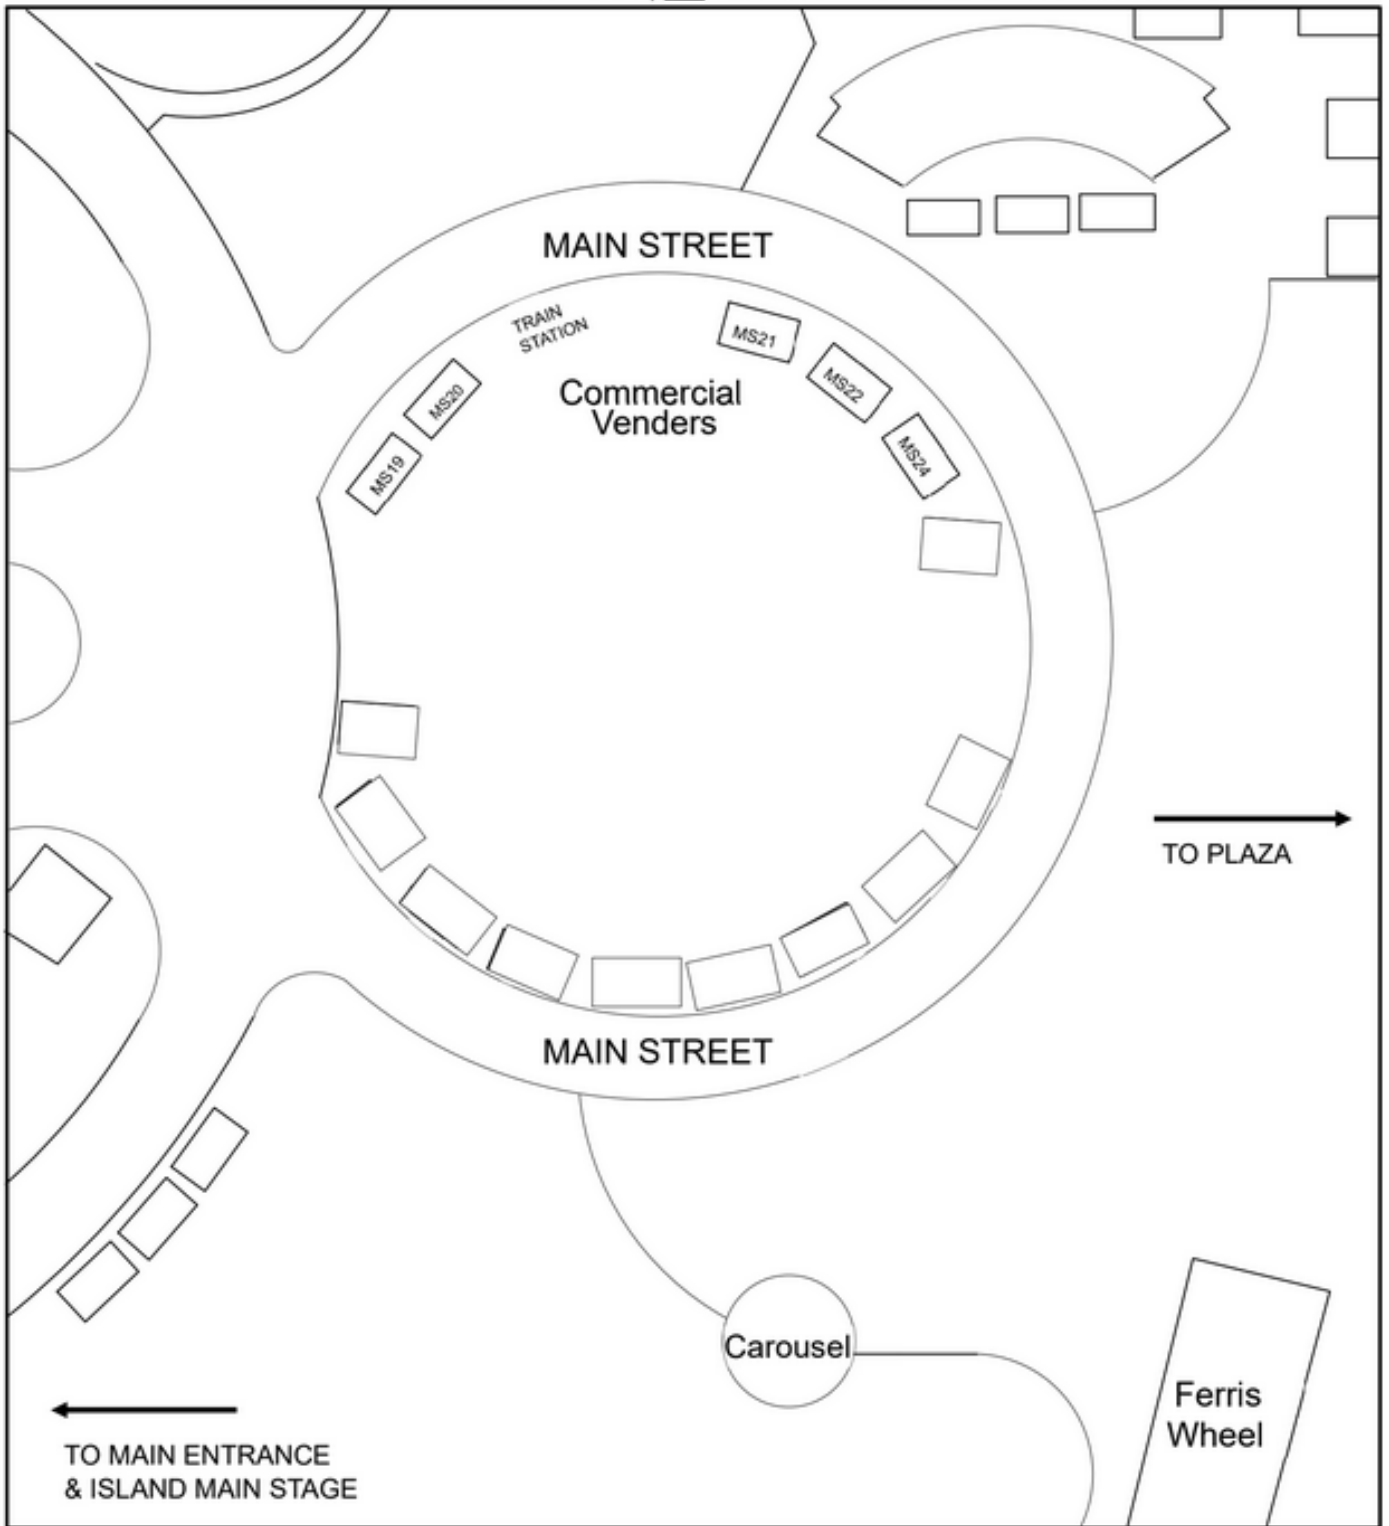 MAIN STREET
TRAIN
STATION
MS21
MS20
MS22
Commercial
Venders
MS19
MS24
TO PLAZA
MAIN STREET
Carousel
Ferris
Wheel
TO MAIN ENTRANCE
& ISLAND MAIN STAGE